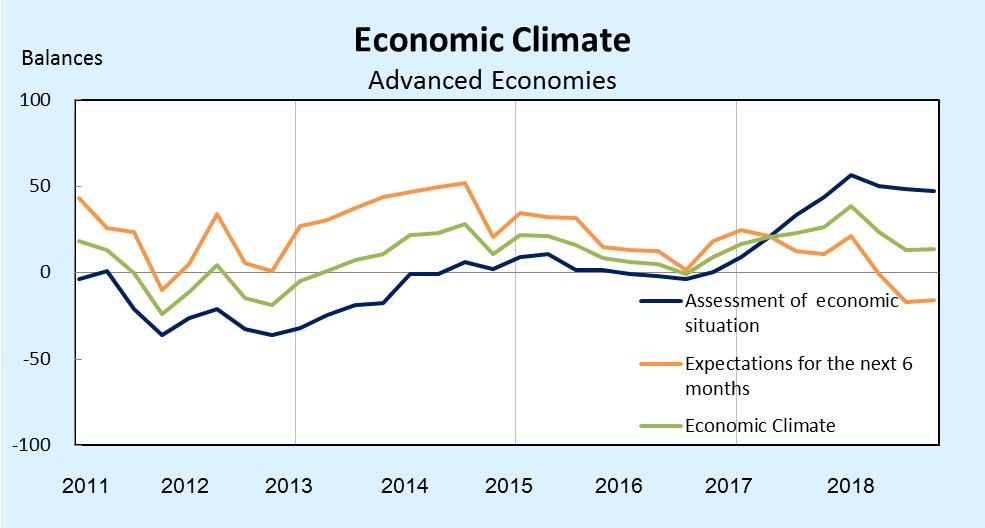 Economic Climate
Balances
Advanced Economies
100
50
0
-50
-100
Assessment of economic
situation
Expectations for the next 6
months
Economic Climate
2011 2012 2013 2014 2015 2016 2017 2018